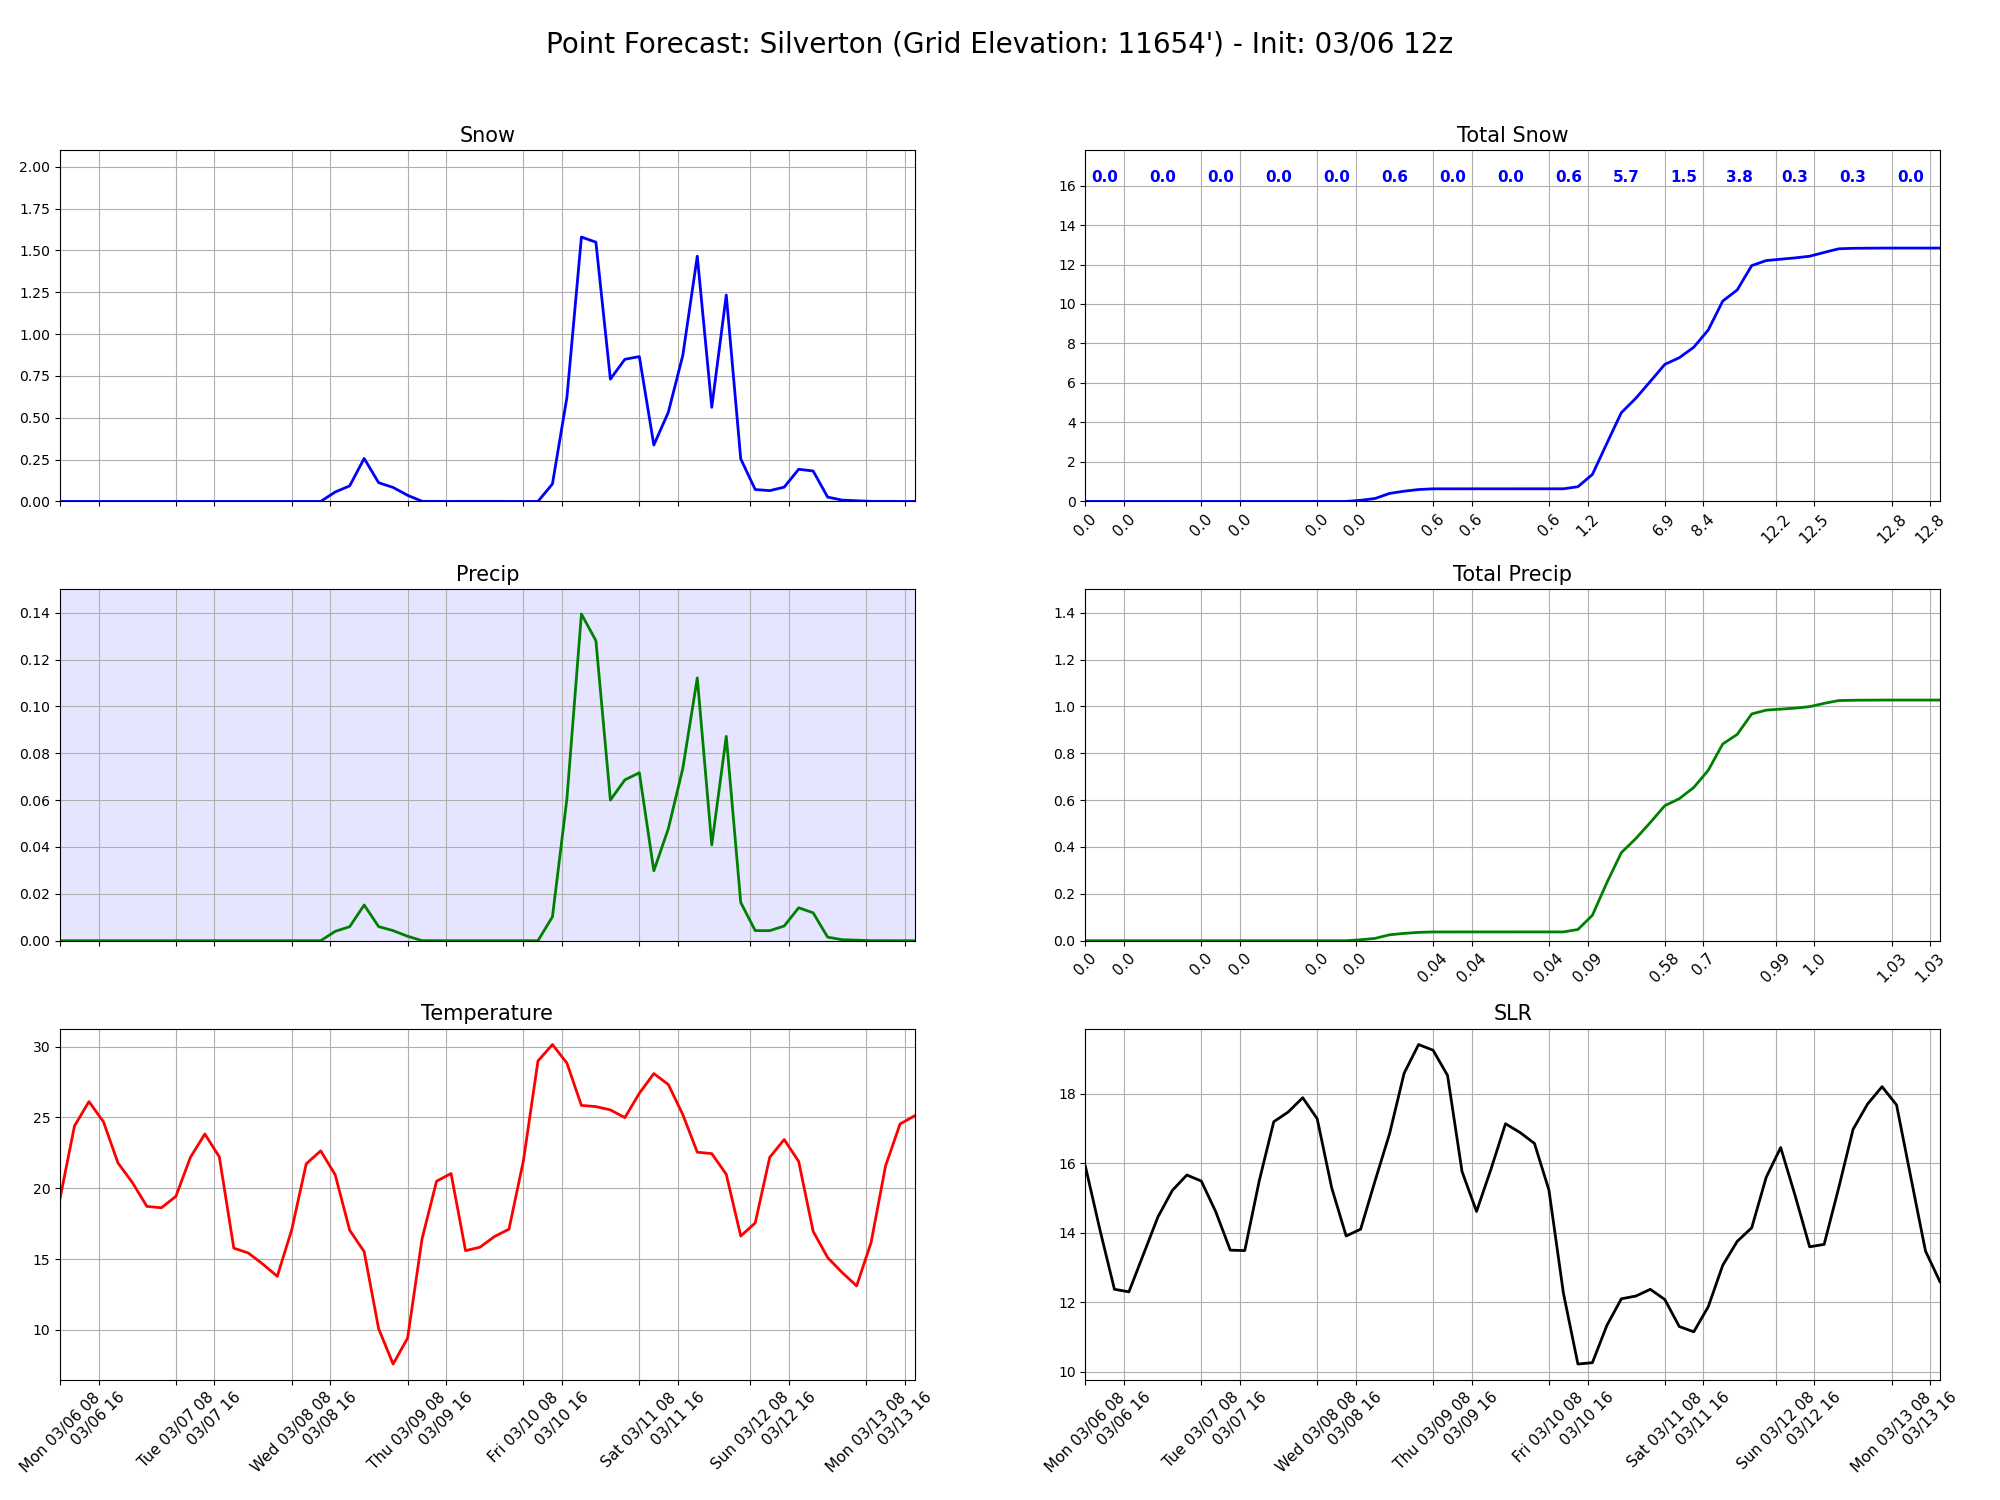 Point Forecast: Silverton (Grid Elevation: 11654') - Init: 03/06 12z
Snow
2.00
1.75
1.50
1.25
1.00
0.75
0.50
0.25
0.00
Total Snow
0.0 0.0 0.0 0.0 0.0 0.6 0.0 0.0 0.6 5.7 1.5 3.8 0.3 0.3 0.0
16
14
12
10
8
6
4
2
0
0.0 0.0 0.0 0.0 0.0 0.0 0.6 0.6 0.6 1.2 6.9 8.4 12.2 12.5 12.8 12.8
Precip
0.14
0.12
0.10
0.08
0.06
0.04
0.02
0.00
Total Precip
1.4
1.2
1.0
0.8
0.6
0.4
0.2
0.0
0.0 0.0 0.0 0.0 0.0 0.0 0.04 0.04 0.04 0.09 0.58 0.7 0.99 1.0 1.03 1.03
Temperature
30
25
20
15
10
Mon 03/06 08
03/06 16
Tue 03/07 08
03/07 16
Wed 03/08 08
03/08 16
Thu 03/09 08
03/09 16
Fri 03/10 08
03/10 16
Sat 03/11 08
03/11 16
Sun 03/12 08
03/12 16
Mon 03/13 08
03/13 16
SLR
18
16
14
12
10
Mon 03/06 08
03/06 16
Tue 03/07 08
03/07 16
Wed 03/08 08
03/08 16
Thu 03/09 08
03/09 16
Fri 03/10 08
03/10 16
Sat 03/11 08
03/11 16
Sun 03/12 08
03/12 16
Mon 03/13 08
03/13 16